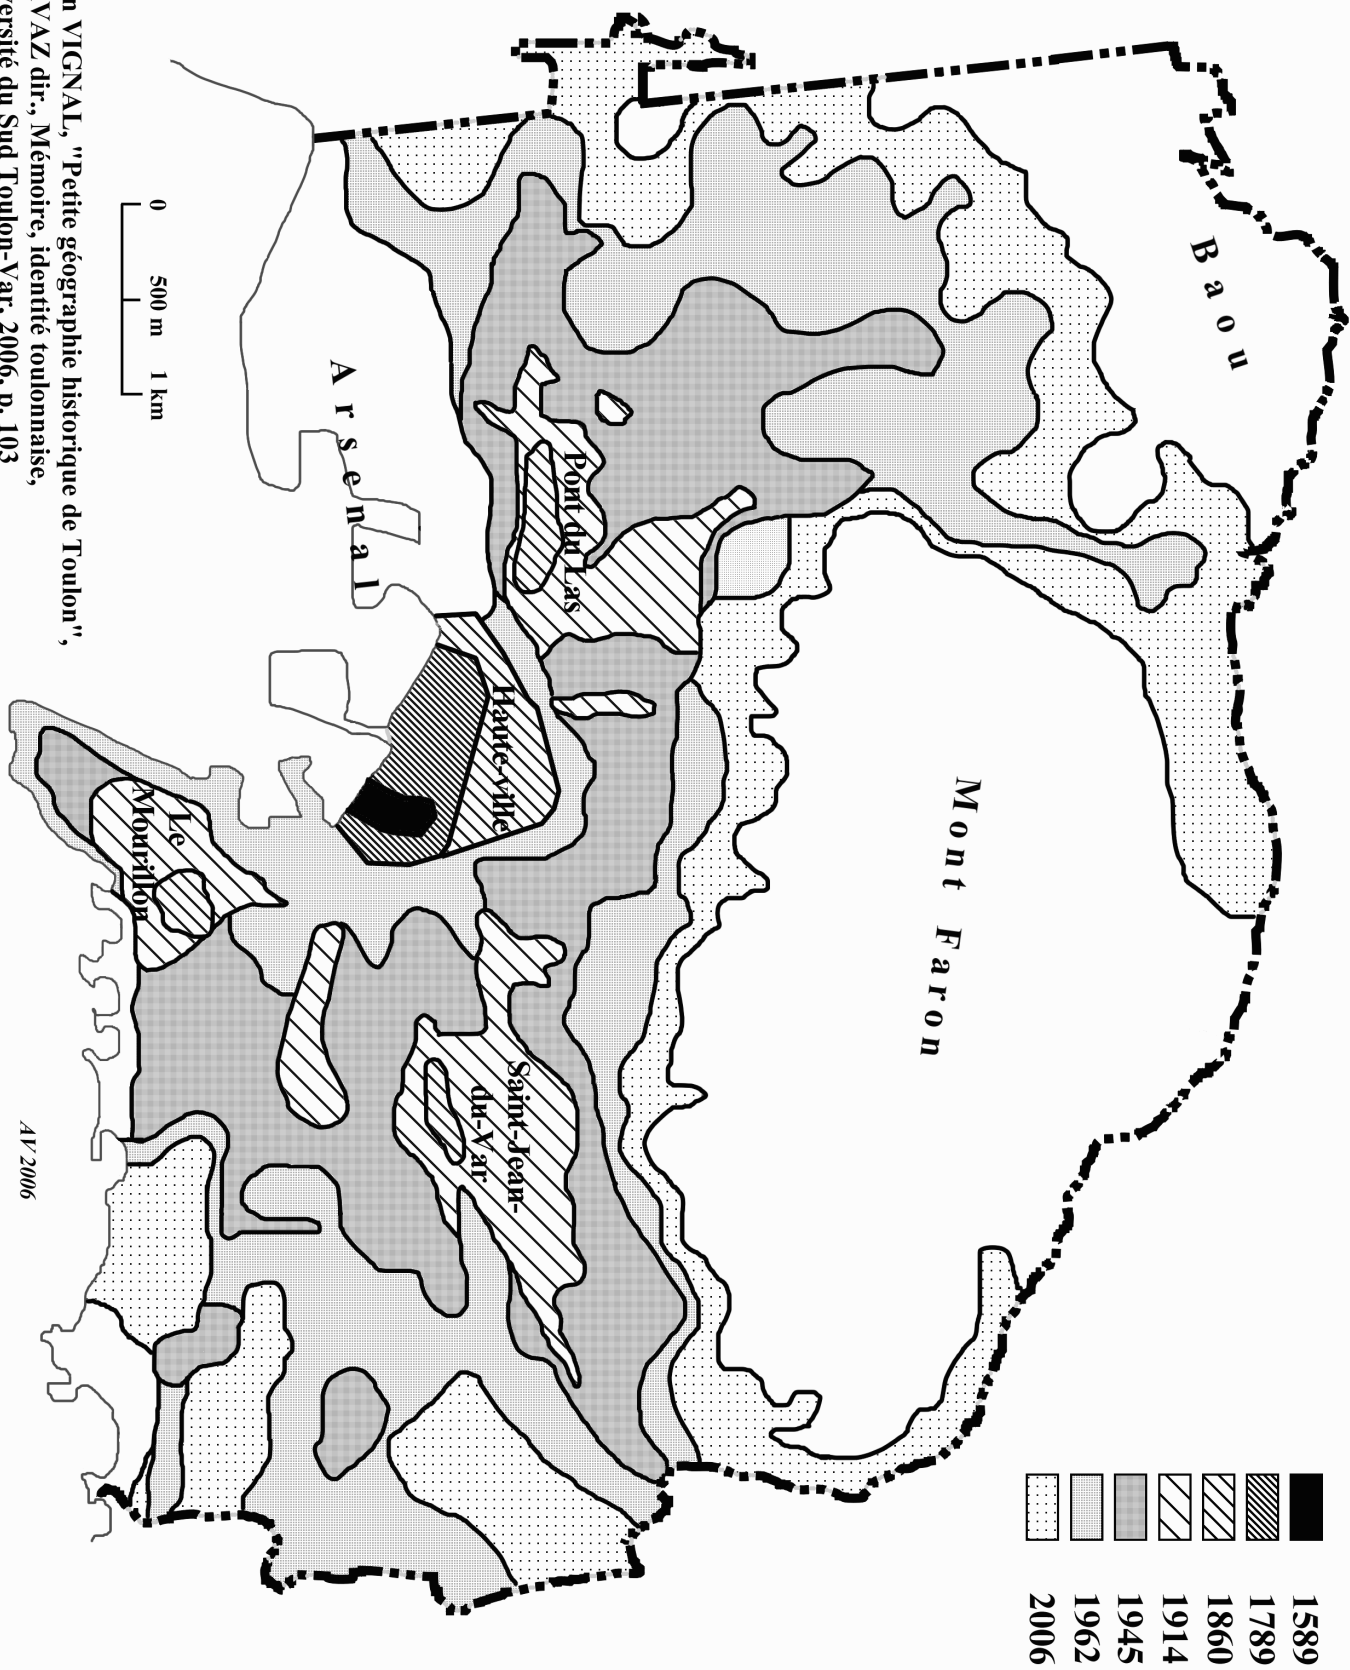 1589
1789
1860
1914
1945
1962
2006
Baou
Mont Faron
Pont du Las
Haute-ville
Saint-Jean-
du-Var
Le
Mourillon
Arsenal
0 500 m 1 km
VIGNAL, "Petite géographie historique de Toulon",
dir., Mémoire, identité toulonnaise,
du Sud Toulon-Var, 2006, p. 103
AV 2006